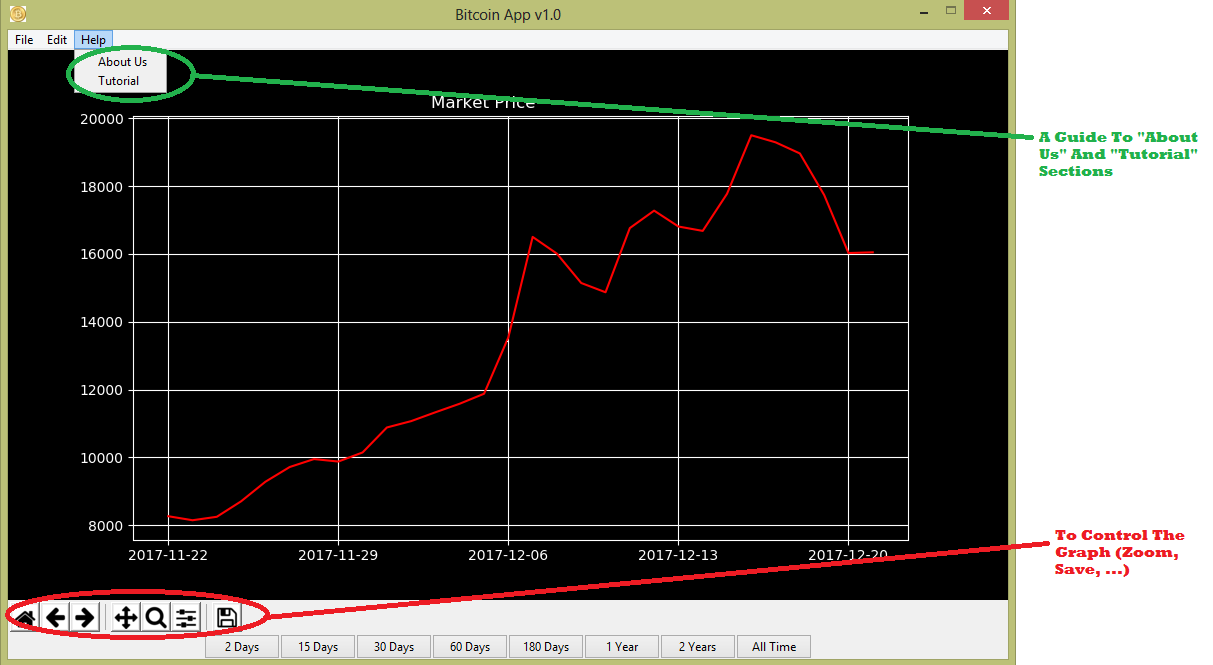 Bitcoin App v1.0
File Edit Help
About Us
Tutorial
Market Price
20000
18000
16000
14000
12000
10000
8000
2017-11-22 2017-11-29 2017-12-06 2017-12-13 2017-12-20
A Guide To "About
Us" And "Tutorial"
Sections
To Control The
Graph (Zoom,
Save, ...)
2 Days 15 Days 30 Days 60 Days 180 Days 1 Year 2 Years All Time